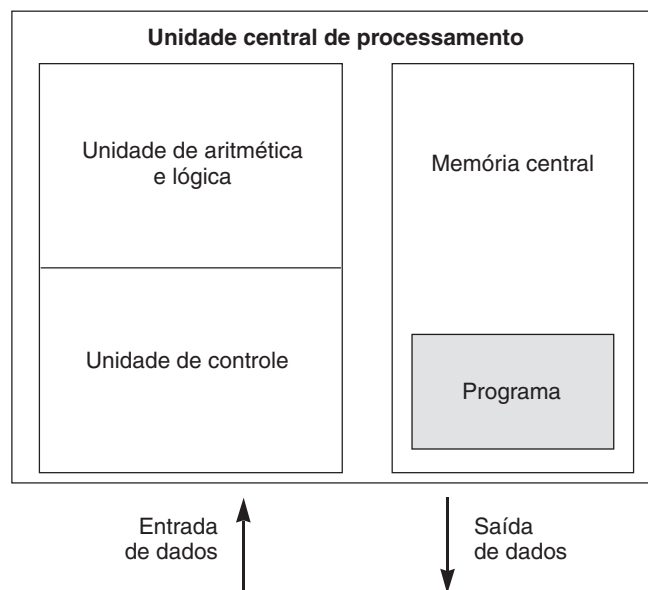 Unidade central de processamento
Unidade de aritmética
e lógica
Memória central
Unidade de controle
Programa
Entrada
de dados
Saída
de dados